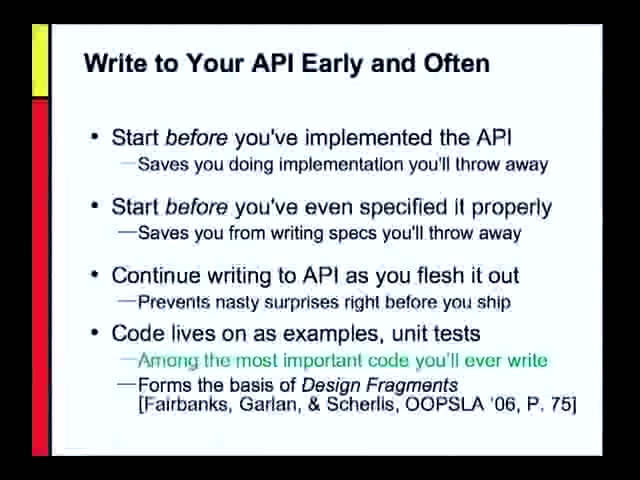 Write to Your API Early and Often
• Start before you've implemented the API
—Saves you doing implementation you'll throw away
• Start before you've even specified it properly
—Saves you from writing specs you'll throw away
• Continue writing to API as you flesh it out
—Prevents nasty surprises right before you ship
• Code lives on as examples, unit tests
—Among the most important code you'll ever write
—Forms the basis of Design Fragments
[Fairbanks, Garlan, & Scherlis, OOPSLA '06, P. 75]